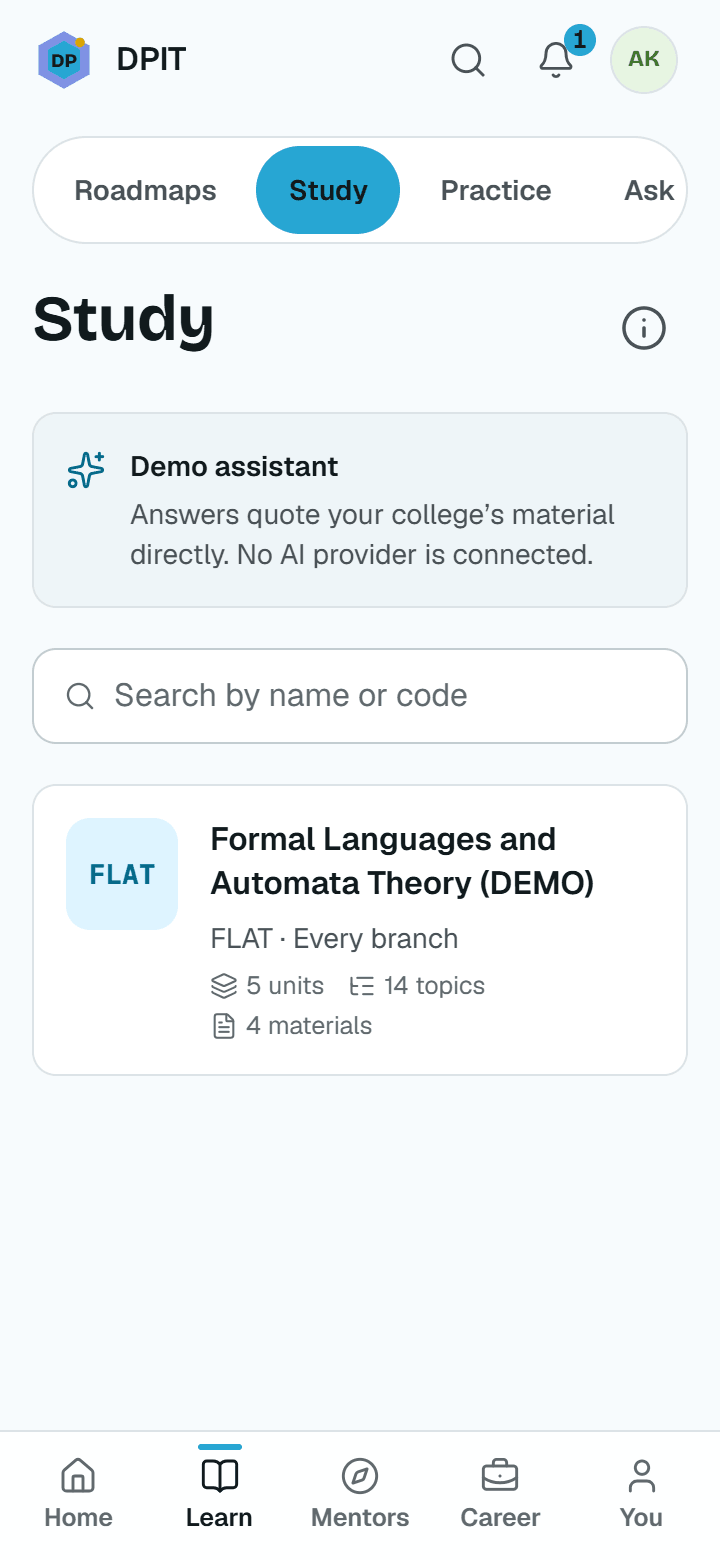 DP
DPIT
1
AK
Roadmaps
Study
Practice
Ask
Study
Demo assistant
Answers quote your college’s material
directly. No AI provider is connected.
Search by name or code
FLAT
Formal Languages and
Automata Theory (DEMO)
FLAT · Every branch
5 units
14 topics
4 materials
Home
Learn
Mentors
Career
You